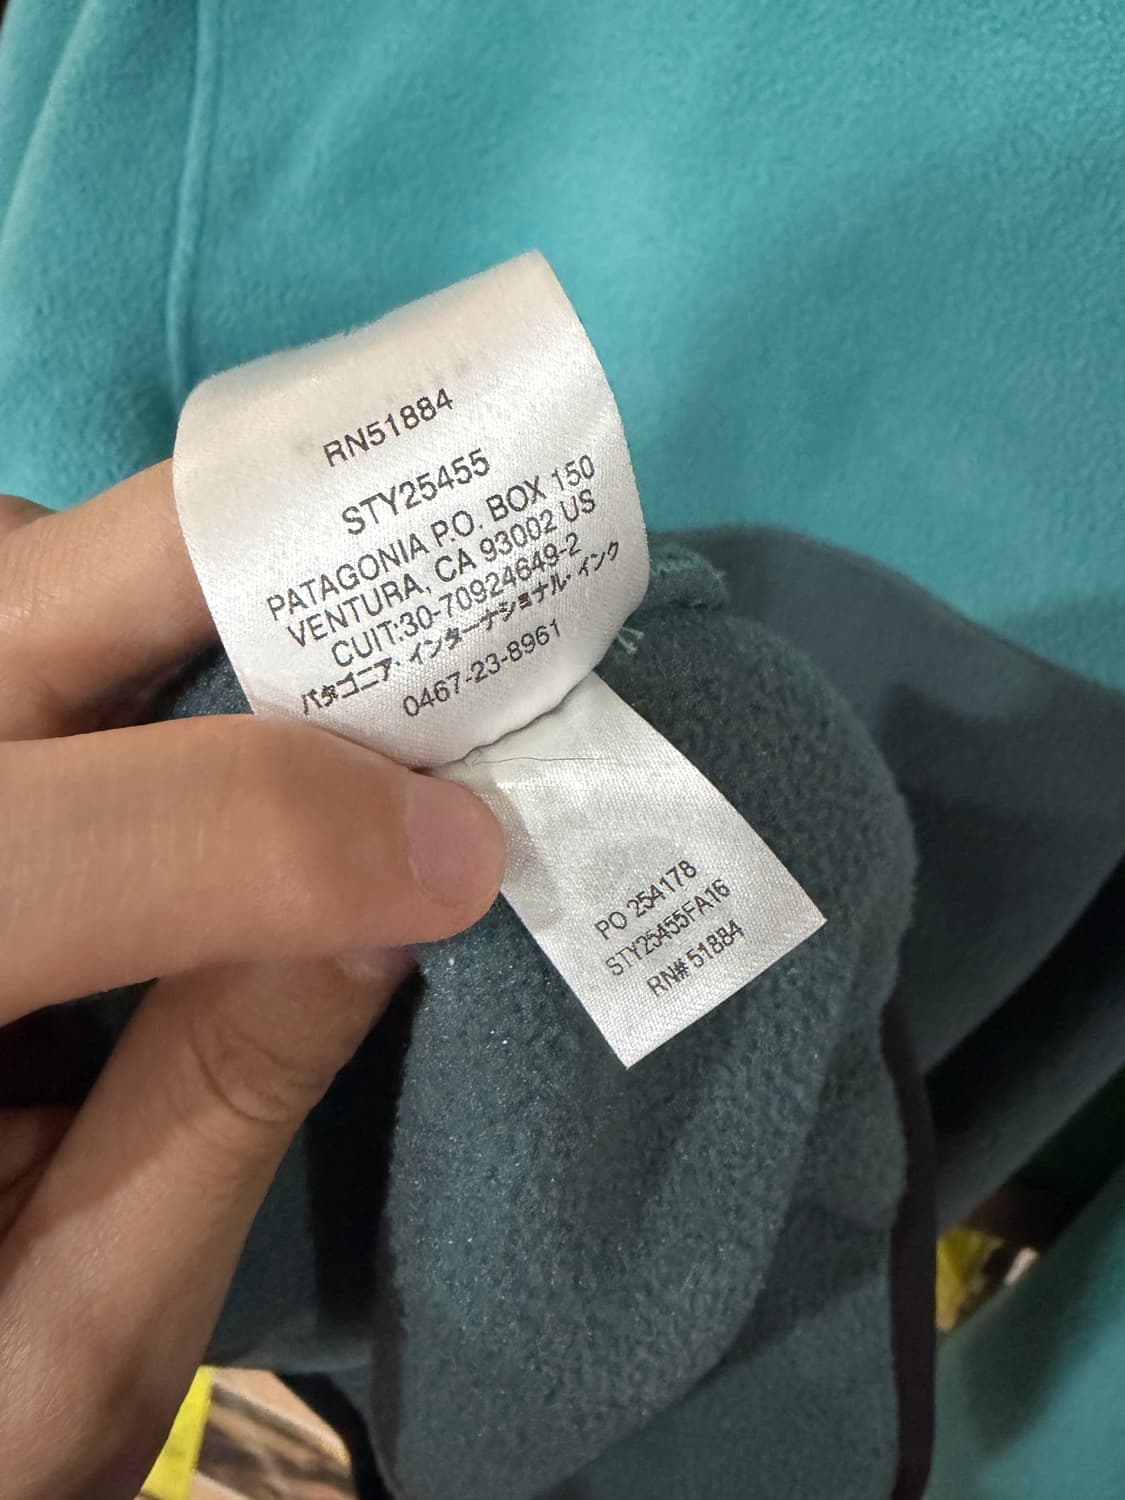 RN51884
STY25455
PATAGONIA P.O. BOX 150
VENTURA, CA 93002 US
CUIT:30-70924649-2
パタゴニア・インターナショナル・インク
0467-23-8961
PO 254178
STY25455FA16
RN# 51884